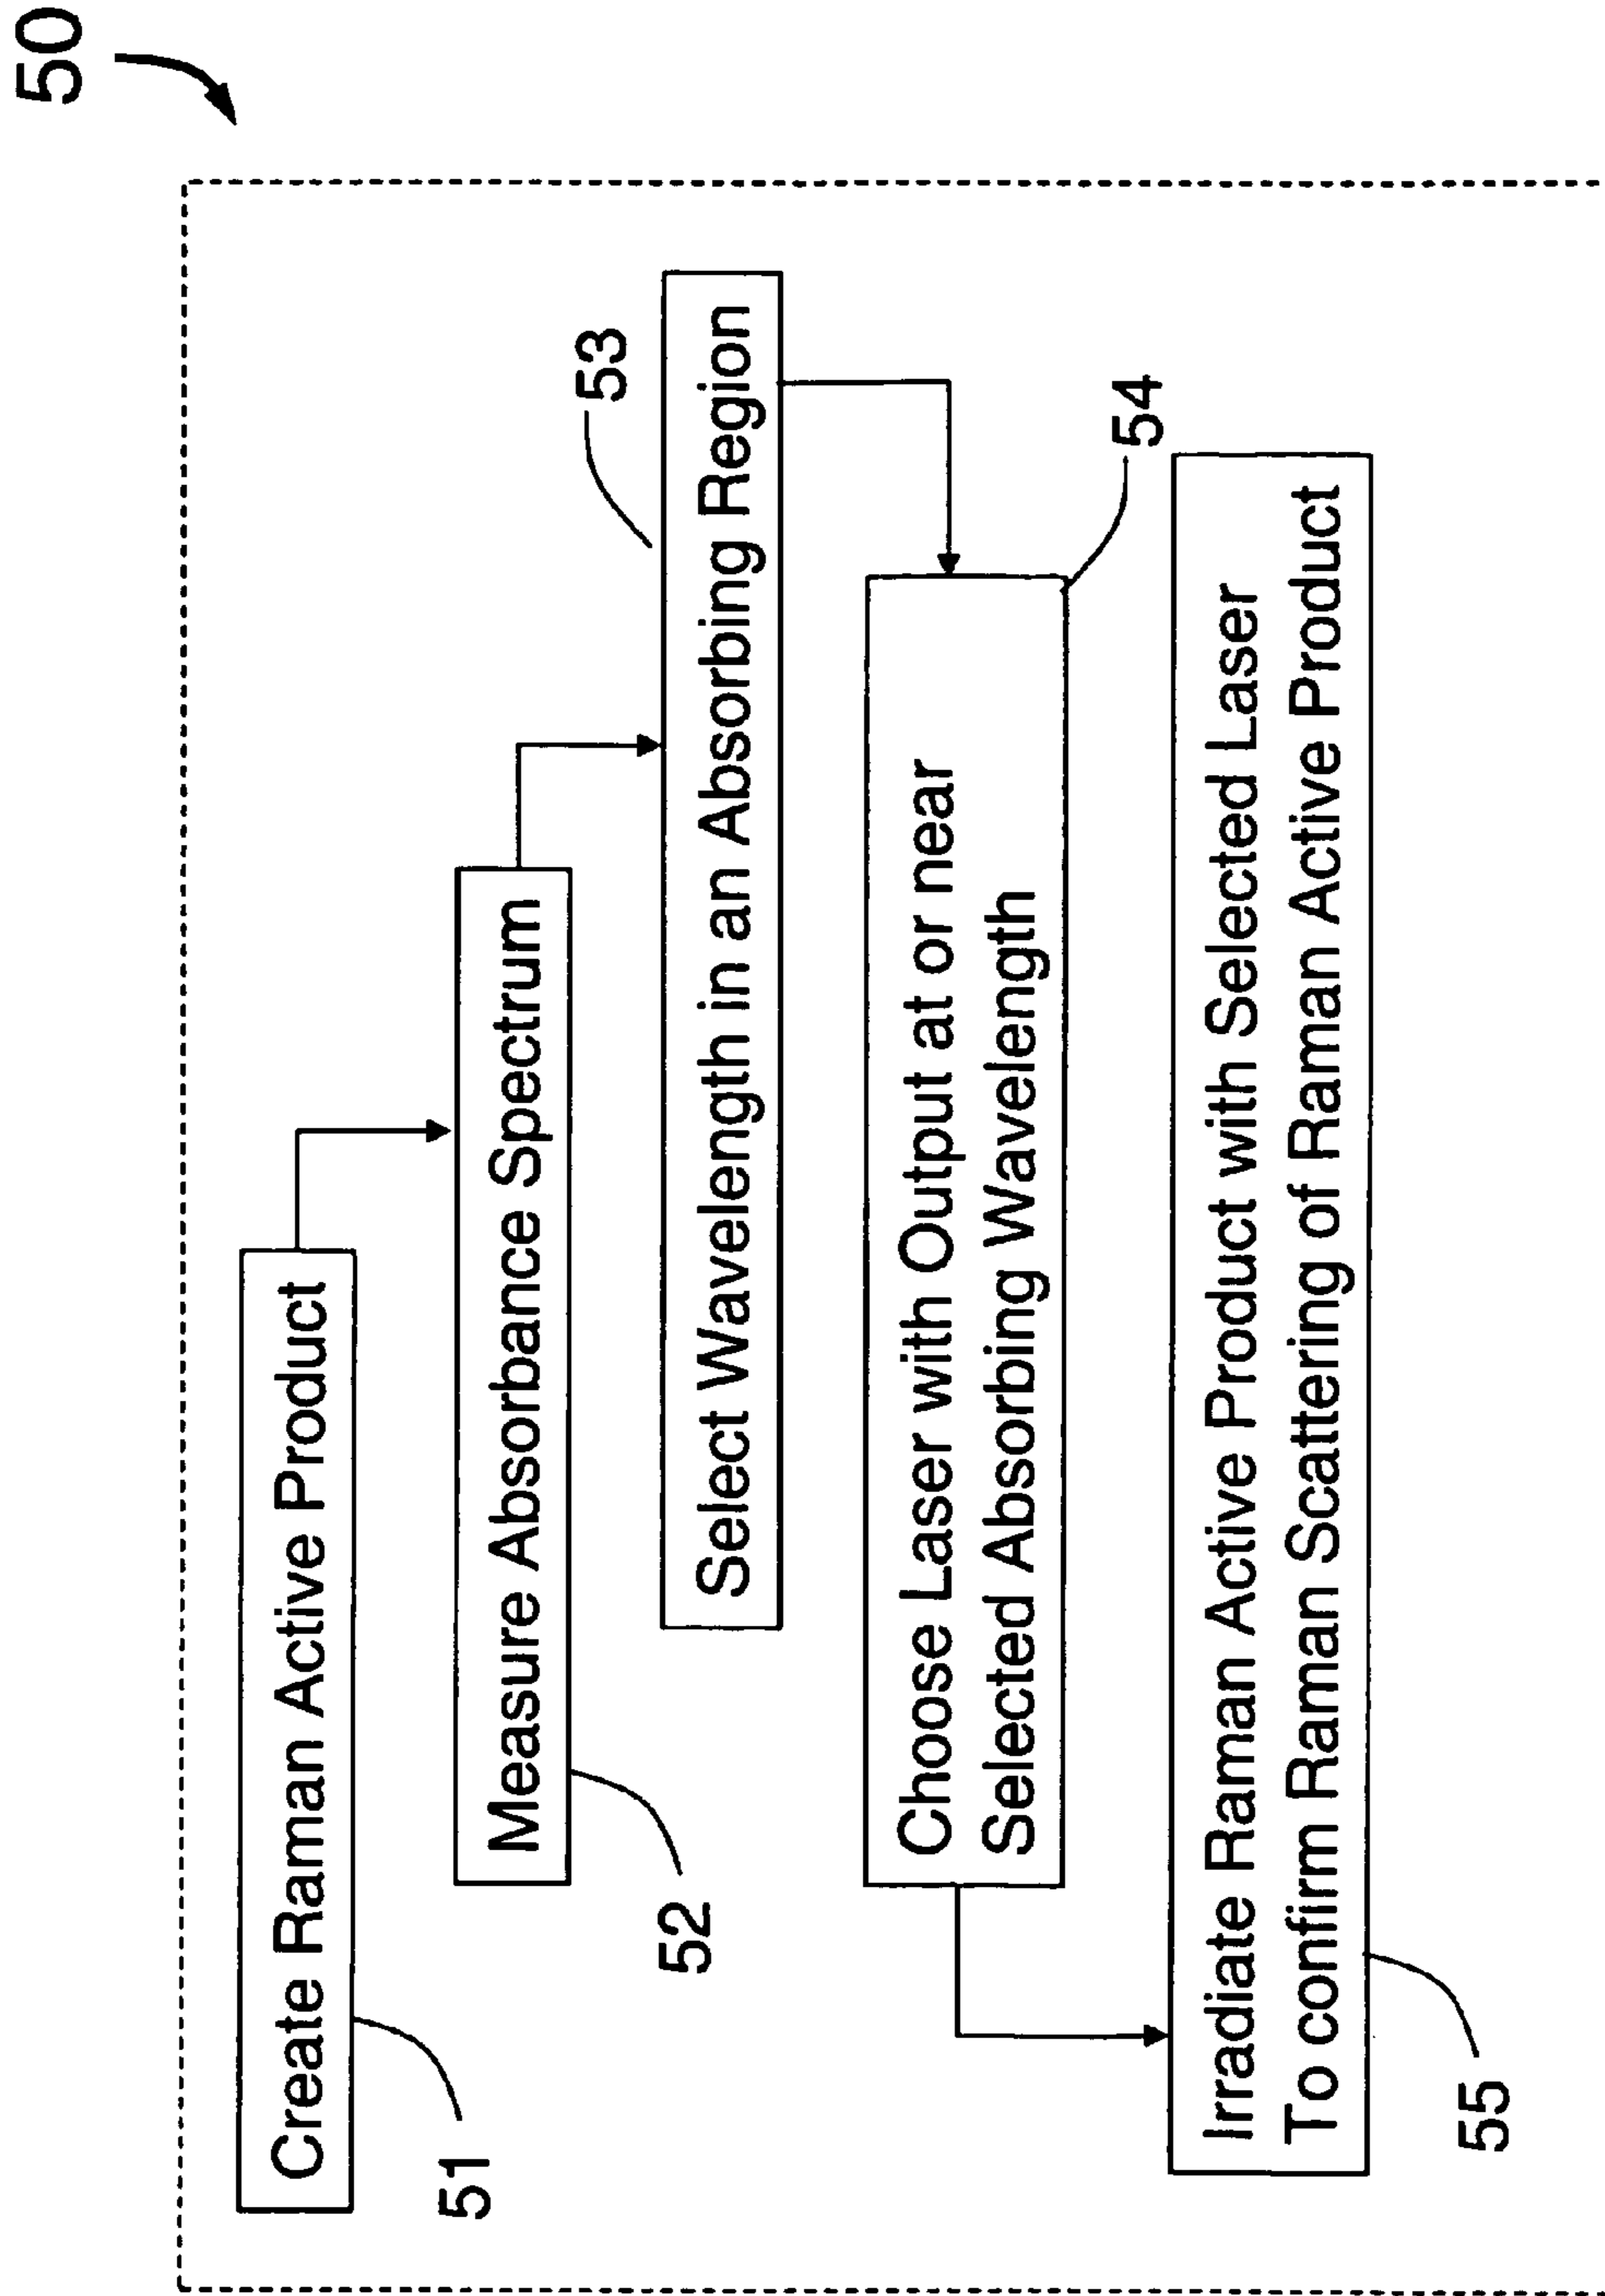 50
Create Raman Active Product
51
Measure Absorbance Spectrum
52
53
Select Wavelength in an Absorbing Region
Choose Laser with Output at or near
Selected Absorbing Wavelength
54
Irradiate Raman Active Product with Selected Laser
To confirm Raman Scattering of Raman Active Product
55